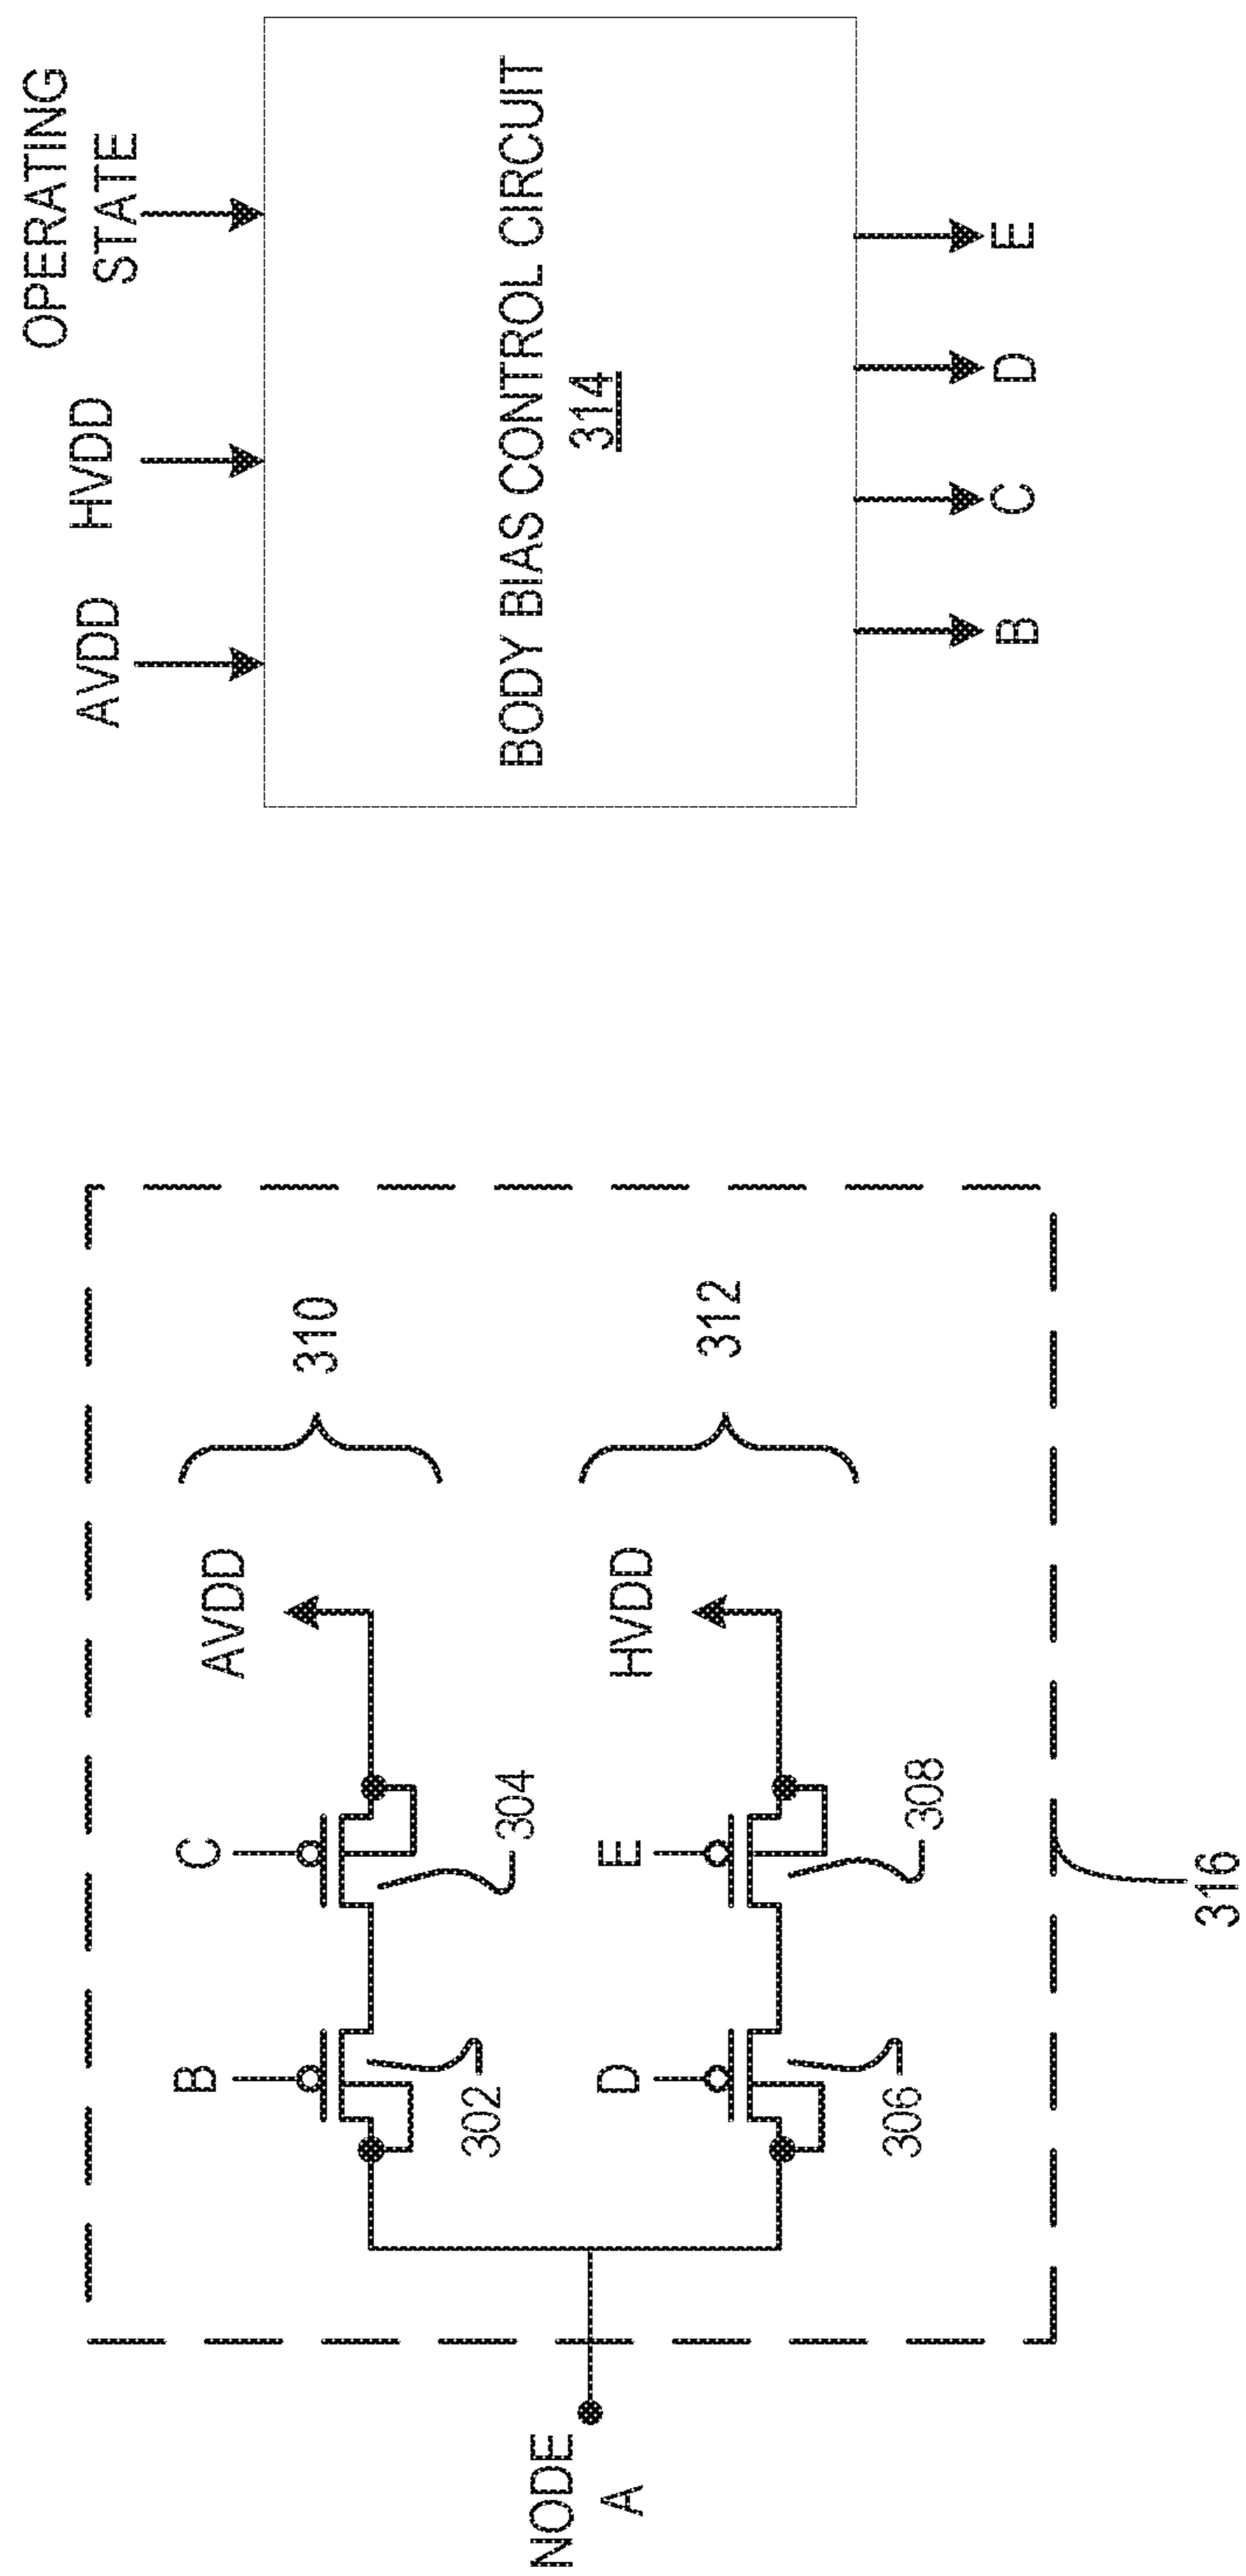 AVDD
HVDD
OPERATING
STATE
BODY BIAS CONTROL CIRCUIT
314
B
C
D
E
B
C
AVDD
310
302
304
NODE
A
D
E
HVDD
312
306
308
316